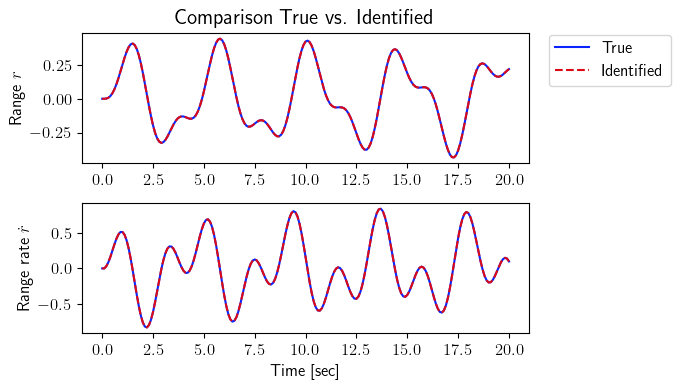 Comparison True vs. Identified
True
Identified
Range r
0.25
0.00
−0.25
0.0 2.5 5.0 7.5 10.0 12.5 15.0 17.5 20.0
Range rate ṙ
0.5
0.0
−0.5
0.0 2.5 5.0 7.5 10.0 12.5 15.0 17.5 20.0
Time [sec]